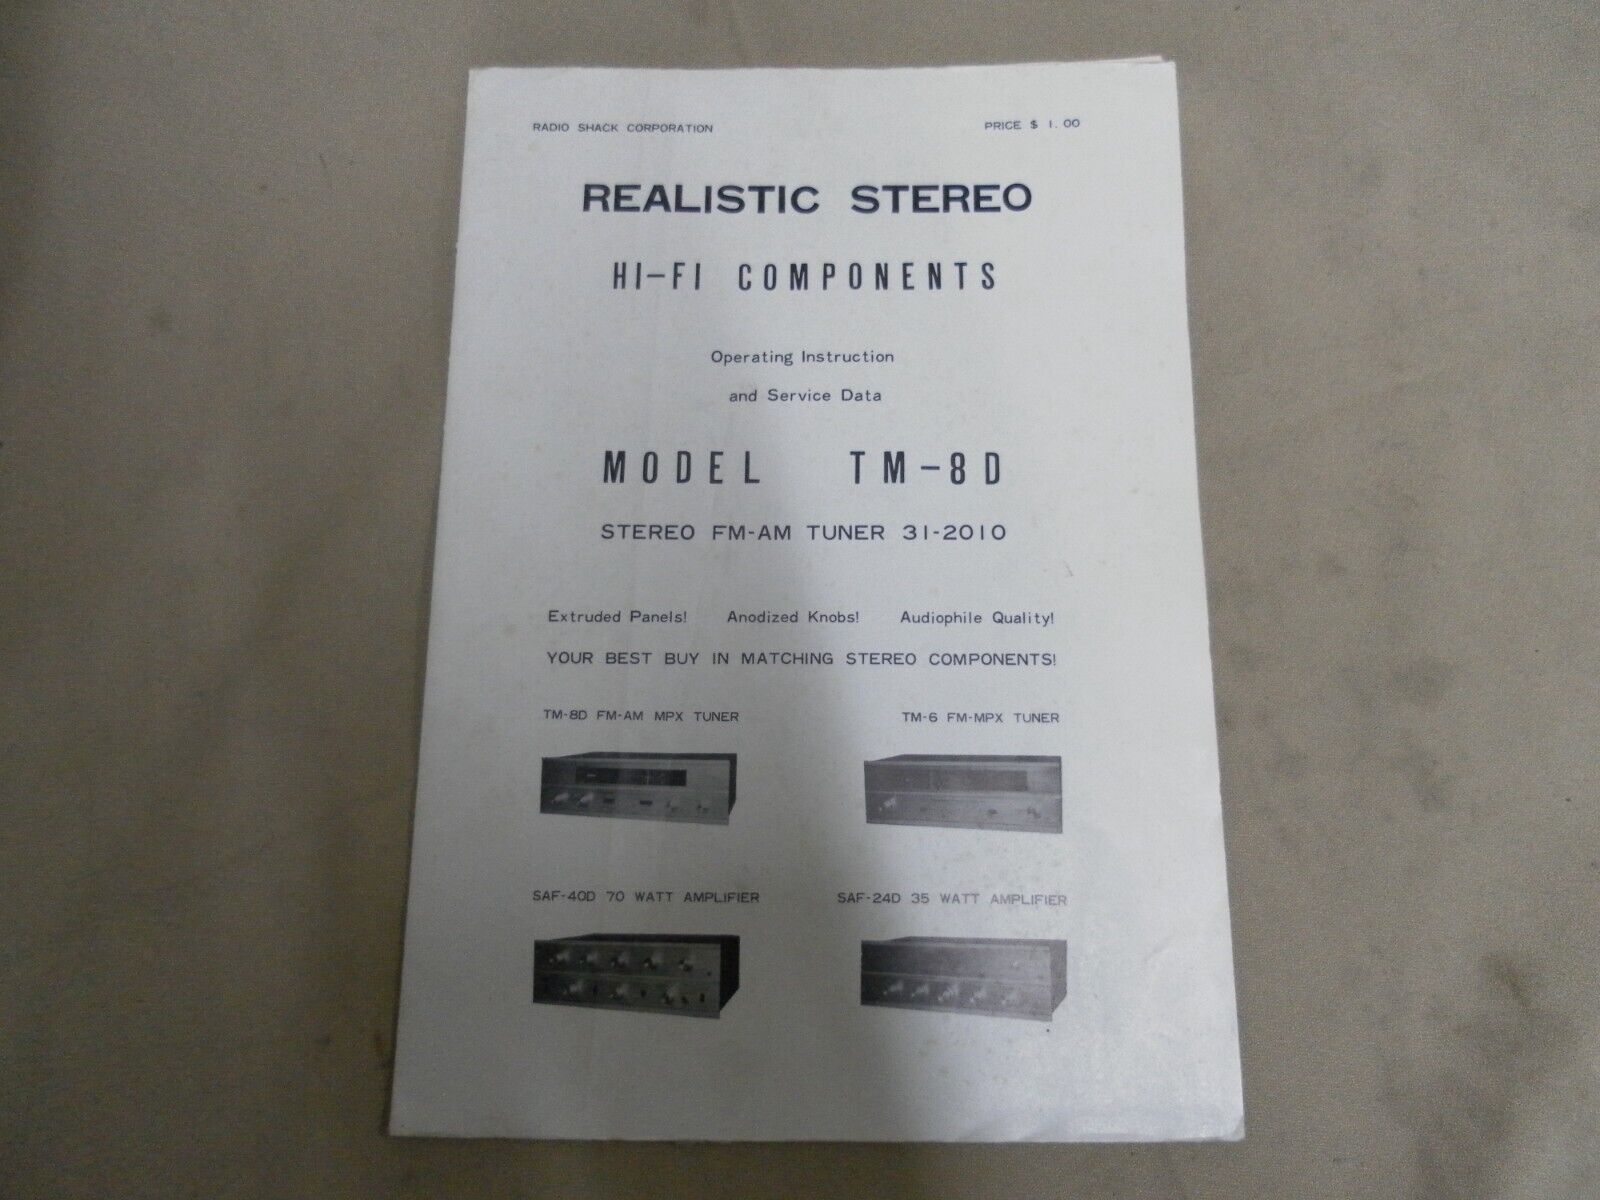 RADIO SHACK CORPORATION
PRICE $ 1.00
REALISTIC STEREO
HI-FI COMPONENTS
Operating Instruction
and Service Data
MODEL TM-8D
STEREO FM-AM TUNER 31-2010
Extruded Panels! Anodized Knobs! Audiophile Quality!
YOUR BEST BUY IN MATCHING STEREO COMPONENTS!
TM-8D FM-AM MPX TUNER
TM-6 FM-MPX TUNER
SAF-40D 70 WATT AMPLIFIER
SAF-24D 35 WATT AMPLIFIER